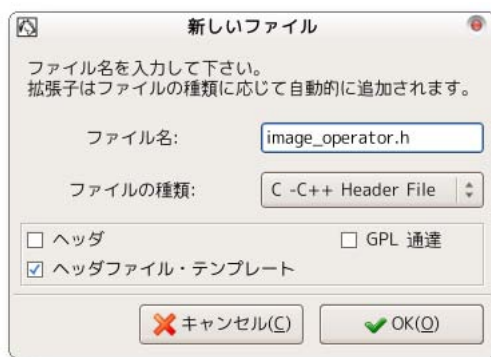 新しいファイル
ファイル名を入力して下さい。
拡張子はファイルの種類に応じて自動的に追加されます。
ファイル名: image_operator.h
ファイルの種類: C -C++ Header File
ヘッダ GPL 通達
ヘッダファイル・テンプレート
キャンセル(C) OK(O)